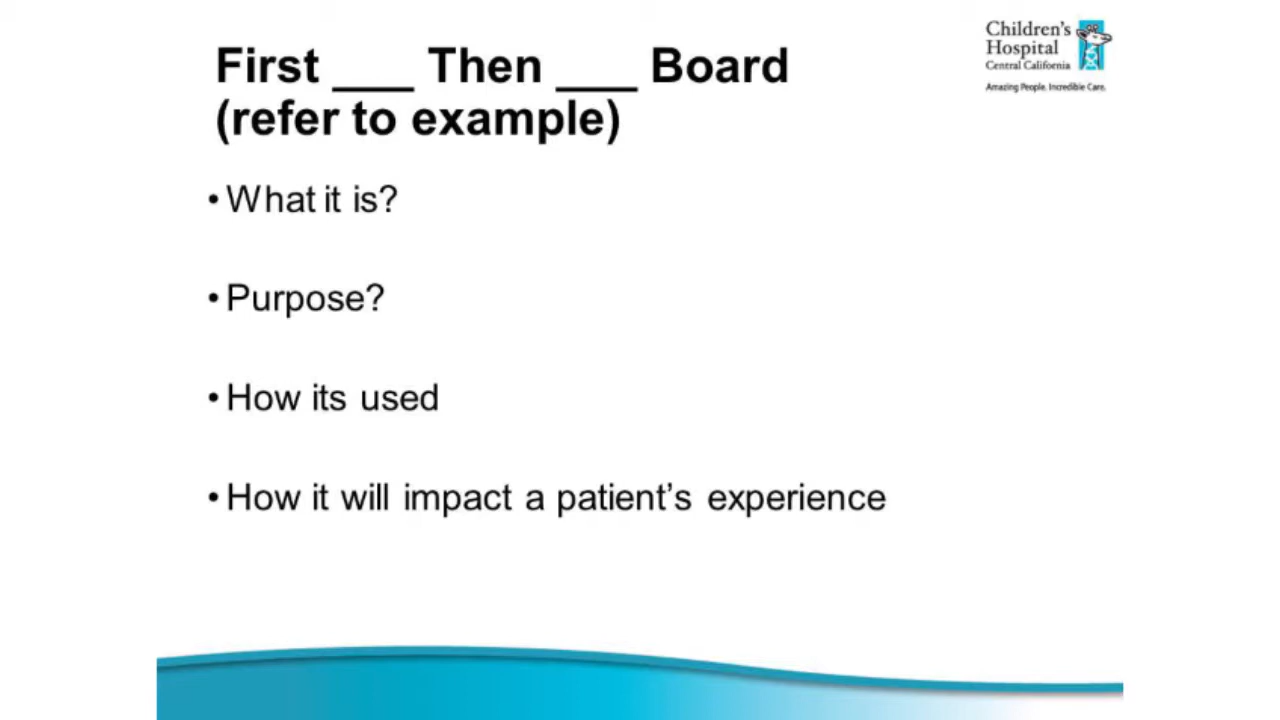 First ___ Then ___ Board
(refer to example)
Children's
Hospital
Central California
Amazing People. Incredible Care.
• What it is?
• Purpose?
• How its used
• How it will impact a patient’s experience